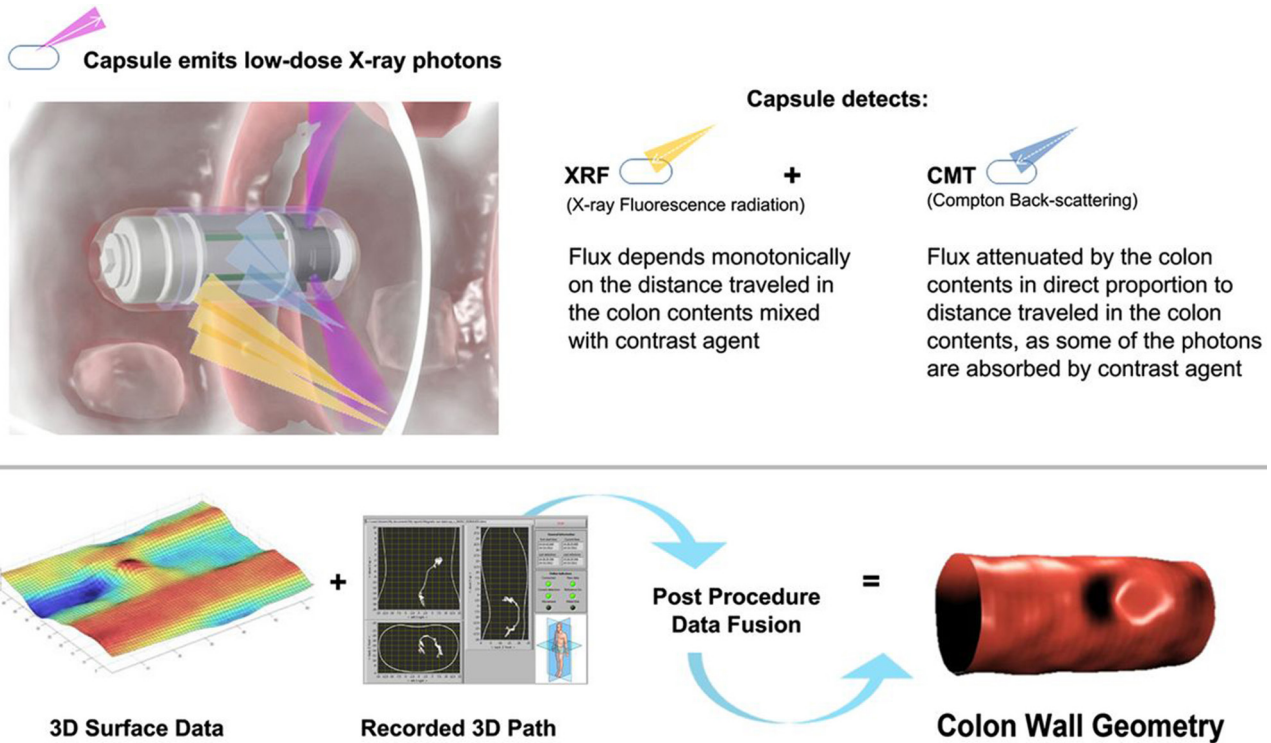 Capsule emits low-dose X-ray photons
Capsule detects:
XRF
(X-ray Fluorescence radiation)
Flux depends monotonically
on the distance traveled in
the colon contents mixed
with contrast agent
+
CMT
(Compton Back-scattering)
Flux attenuated by the colon
contents in direct proportion to
distance traveled in the colon
contents, as some of the photons
are absorbed by contrast agent
+
Post Procedure
Data Fusion
=
3D Surface Data
Recorded 3D Path
Colon Wall Geometry